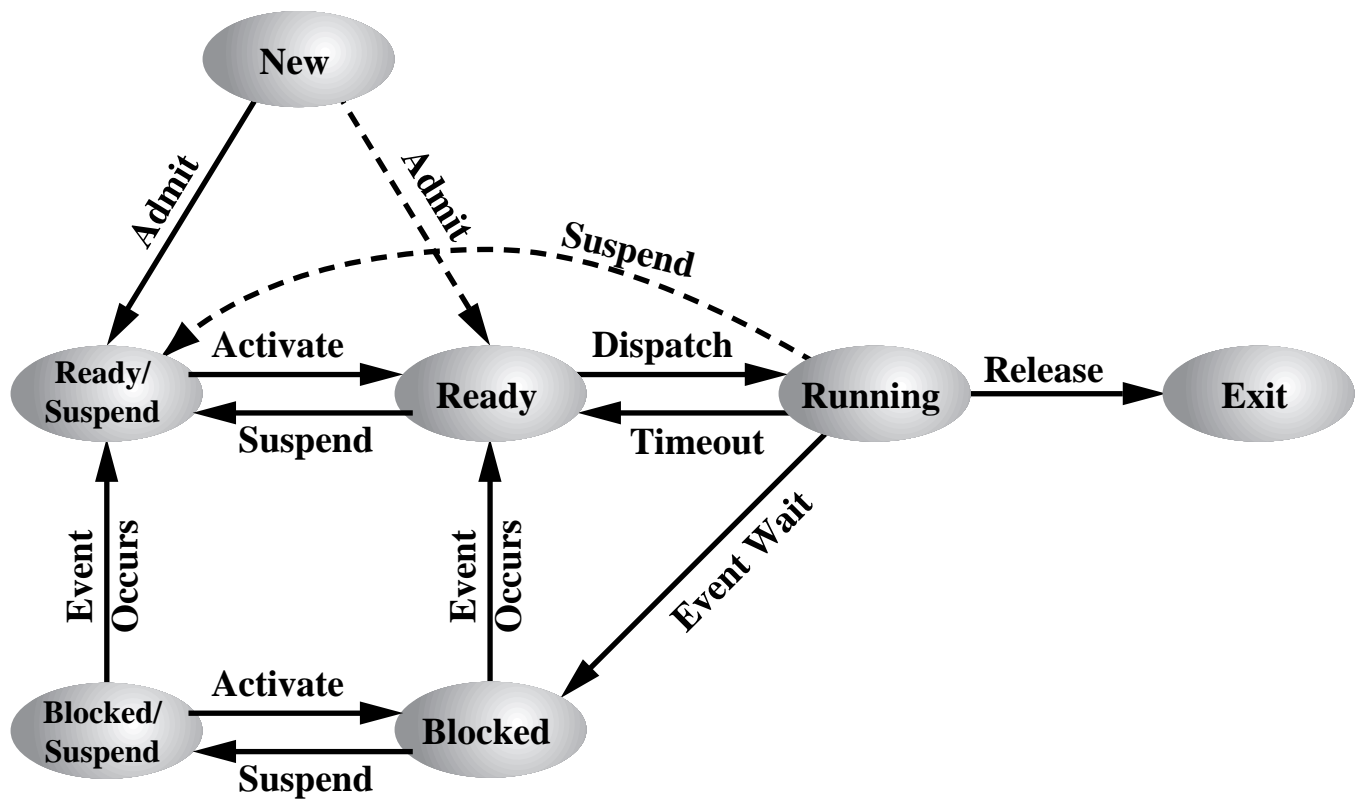 New
Admit
Admit
Suspend
Activate
Dispatch
Release
Ready/
Suspend
Ready
Running
Exit
Suspend
Timeout
Event
Occurs
Event
Occurs
Event Wait
Activate
Blocked/
Suspend
Blocked
Suspend